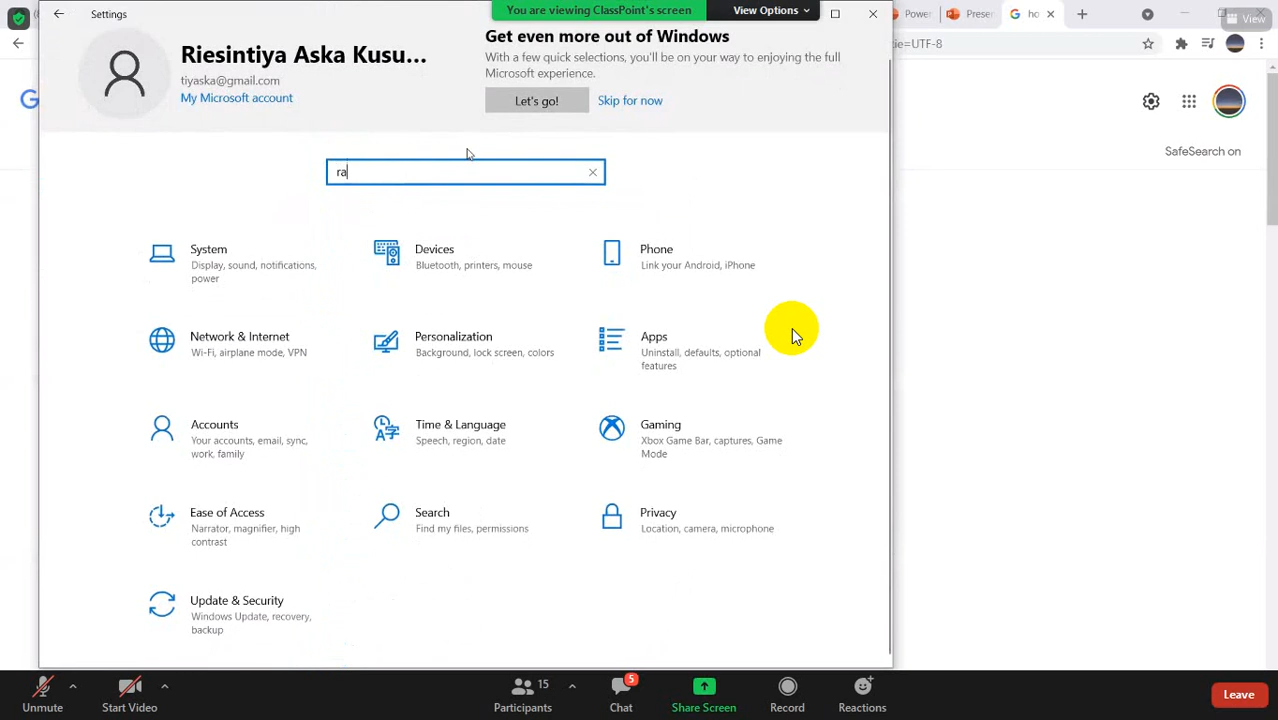 Settings
You are viewing ClassPoint's screen
View Options
Power
Presen
ho
View
Riesintiya Aska Kusu...
tiyaska@gmail.com
My Microsoft account
Get even more out of Windows
With a few quick selections, you'll be on your way to enjoying the full
Microsoft experience.
Let's go!
Skip for now
=UTF-8
SafeSearch on
ra
System
Display, sound, notifications,
power
Devices
Bluetooth, printers, mouse
Phone
Link your Android, iPhone
Network & Internet
Wi-Fi, airplane mode, VPN
Personalization
Background, lock screen, colors
Apps
Uninstall, defaults, optional
features
Accounts
Your accounts, email, sync,
work, family
Time & Language
Speech, region, date
Gaming
Xbox Game Bar, captures, Game
Mode
Ease of Access
Narrator, magnifier, high
contrast
Search
Find my files, permissions
Privacy
Location, camera, microphone
Update & Security
Windows Update, recovery,
backup
Unmute
Start Video
15
Participants
5
Chat
Share Screen
Record
Reactions
Leave